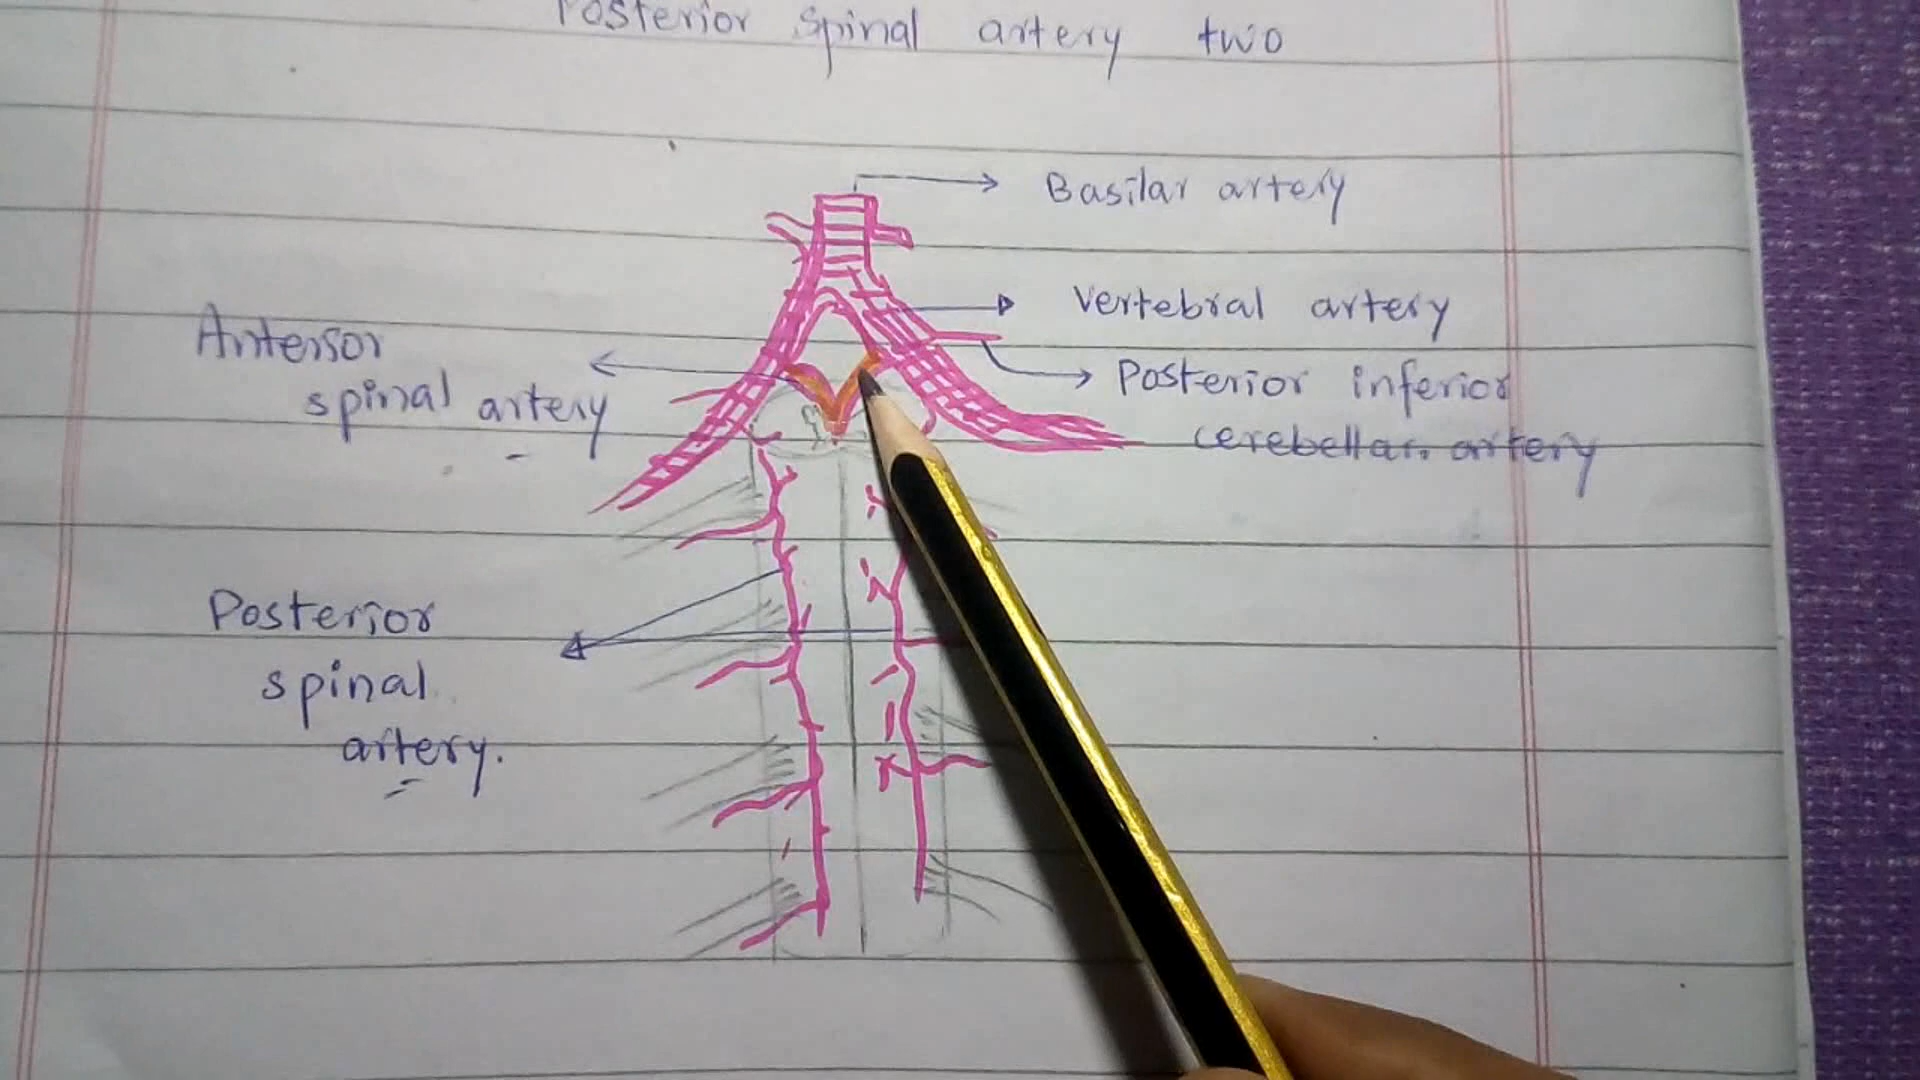 Posterior spinal artery two
Basilar artery
Vertebral artery
Anterior
spinal artery
Posterior inferior
cerebellar artery
Posterior
spinal
artery.